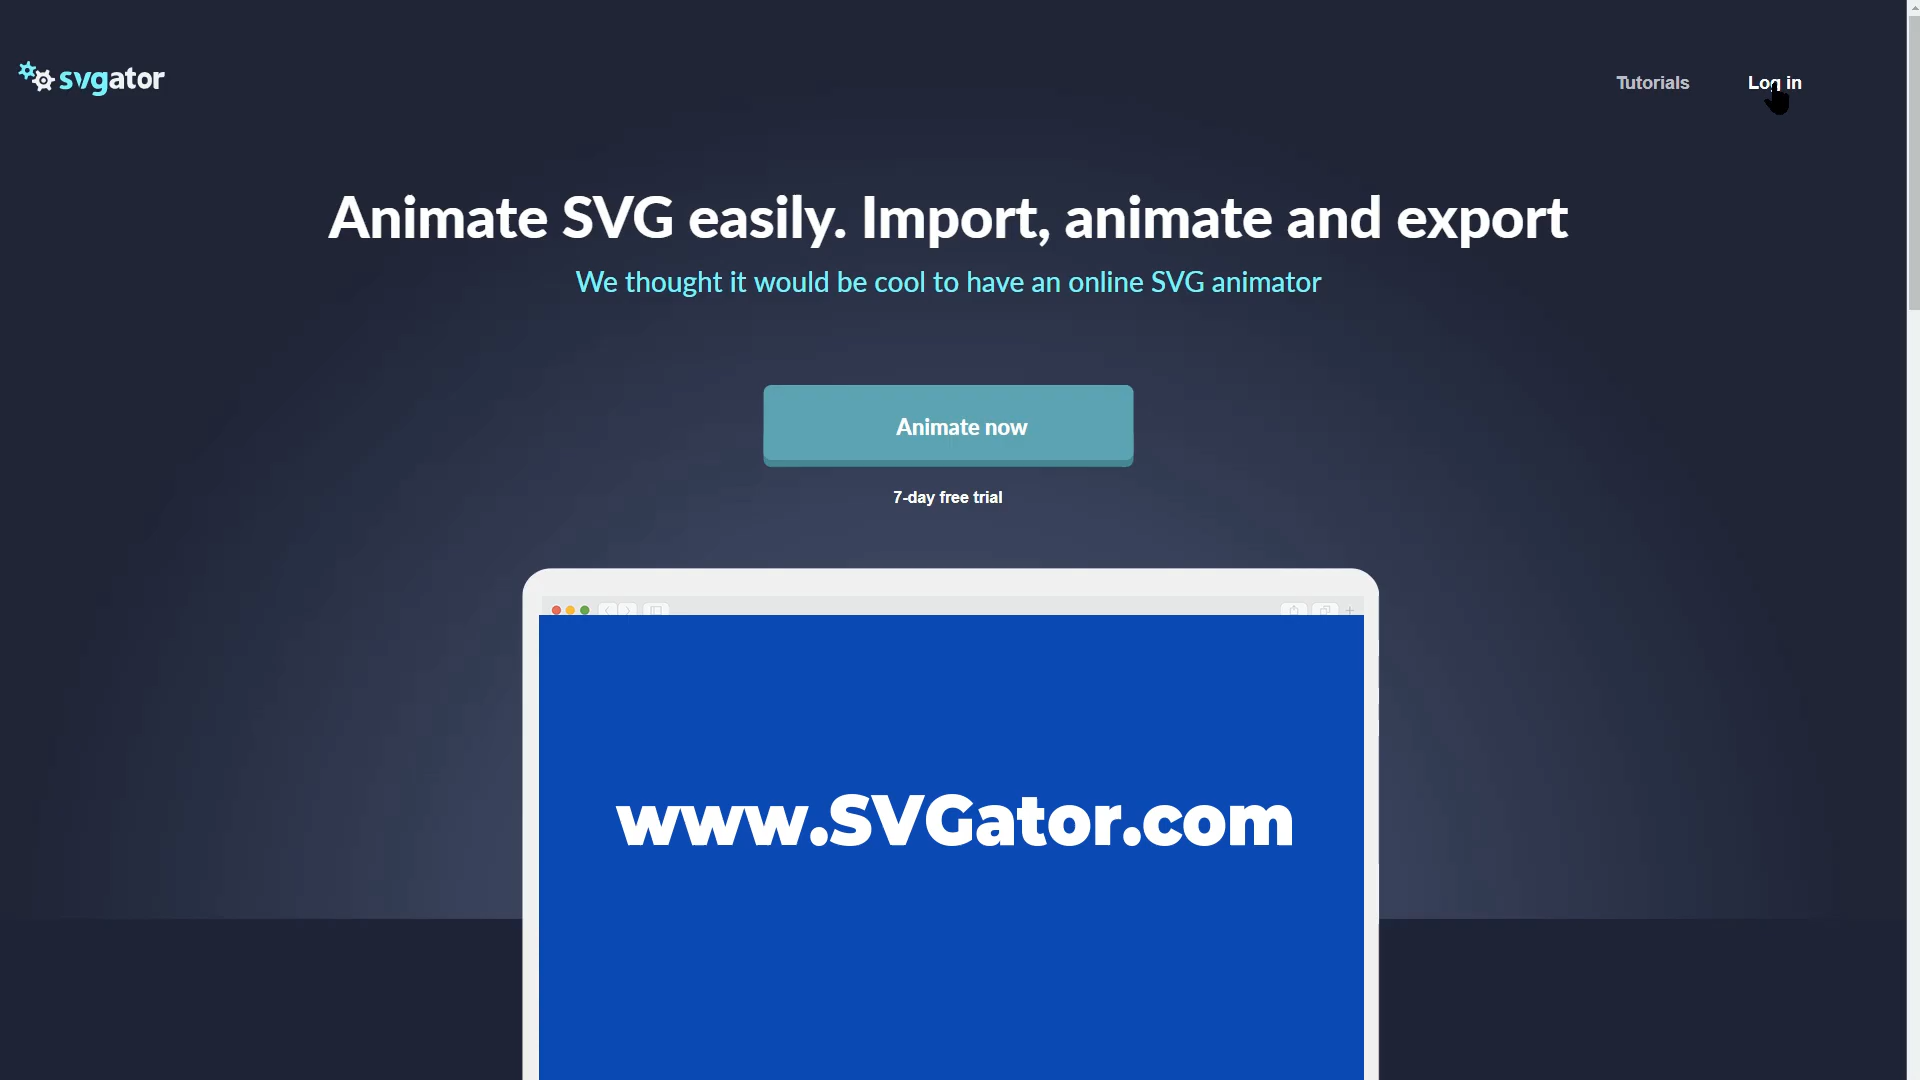 svgator
Tutorials
Log in
Animate SVG easily. Import, animate and export
We thought it would be cool to have an online SVG animator
Animate now
7-day free trial
www.SVGator.com